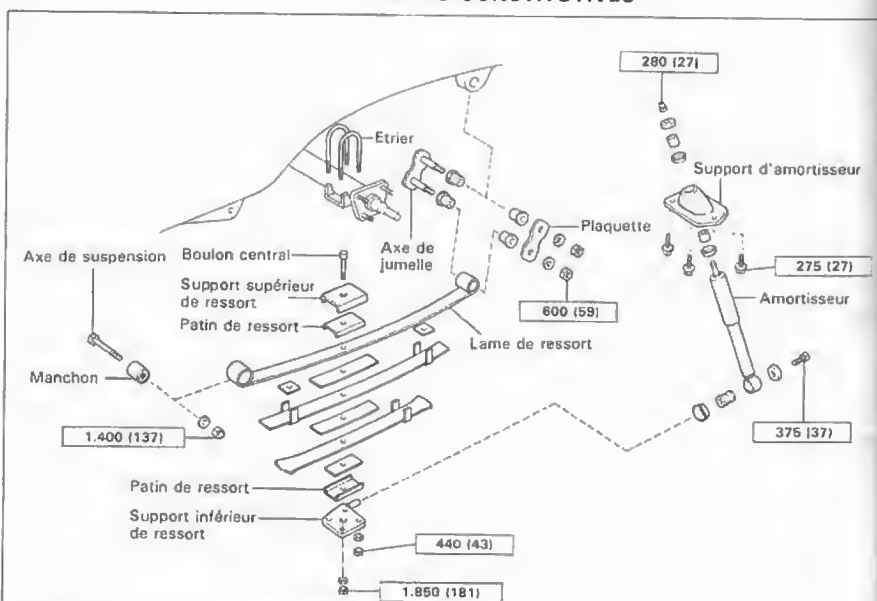 280 (27)
Etrier
Support d'amortisseur
Plaquette
Axe de suspension
Boulon central
Axe de
jumelle
275 (27)
Support supérieur
de ressort
600 (59)
Amortisseur
Patin de ressort
Lame de ressort
Manchon
1.400 (137)
375 (37)
Patin de ressort
Support inférieur
de ressort
440 (43)
1.850 (181)